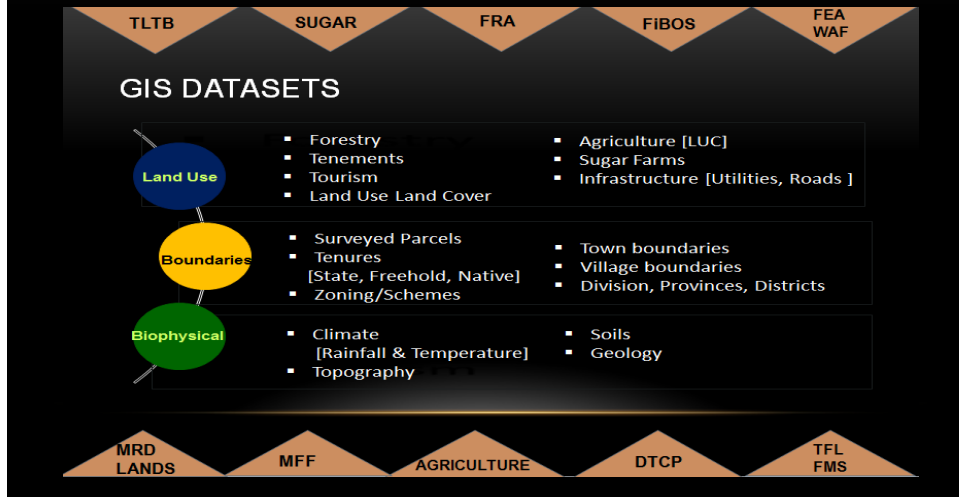 TLTB
SUGAR
FRA
FiBOS
FEA
WAF
GIS DATASETS
Land Use
▪ Forestry
▪ Tenements
▪ Tourism
▪ Land Use Land Cover
▪ Agriculture [LUC]
▪ Sugar Farms
▪ Infrastructure [Utilities, Roads ]
Boundaries
▪ Surveyed Parcels
▪ Tenures
[State, Freehold, Native]
▪ Zoning/Schemes
▪ Town boundaries
▪ Village boundaries
▪ Division, Provinces, Districts
Biophysical
▪ Climate
[Rainfall & Temperature]
▪ Topography
▪ Soils
▪ Geology
MRD
LANDS
MFF
AGRICULTURE
DTCP
TFL
FMS